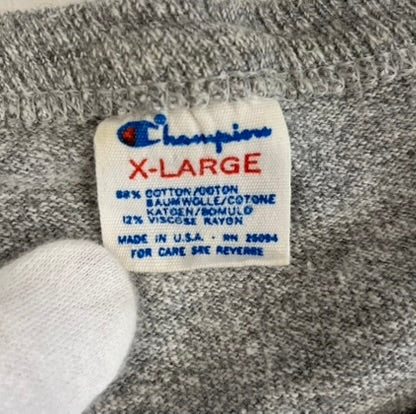 Champion
X-LARGE
88% COTTON/COTON
BAUMWOLLE/COTONE
KATOEN/BOMULD
12% VISCOSE RAYON
MADE IN U.S.A. - RN 26094
FOR CARE SEE REVERSE